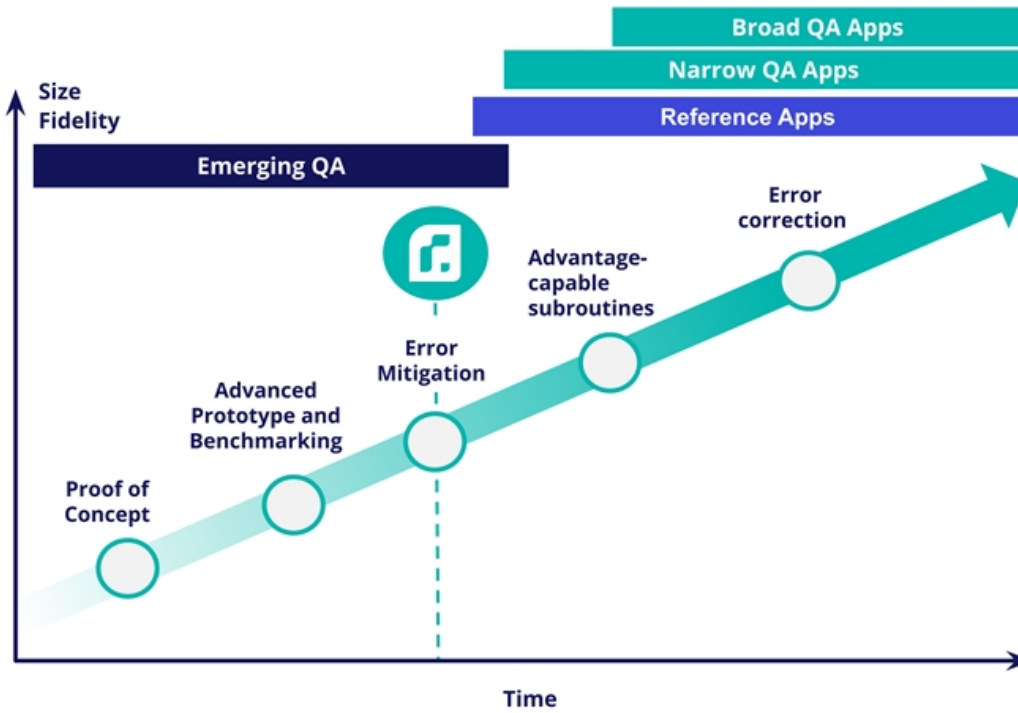 Broad QA Apps
Narrow QA Apps
Size
Fidelity
Reference Apps
Emerging QA
Error
correction
Advantage-
capable
subroutines
Error
Mitigation
Advanced
Prototype and
Benchmarking
Proof of
Concept
Time